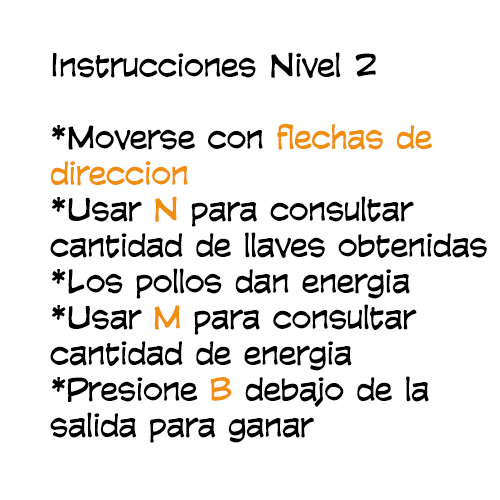 Instrucciones Nivel 2
*Moverse con flechas de
direccion
*Usar N para consultar
cantidad de llaves obtenidas
*Los pollos dan energia
*Usar M para consultar
cantidad de energia
*Presione B debajo de la
salida para ganar